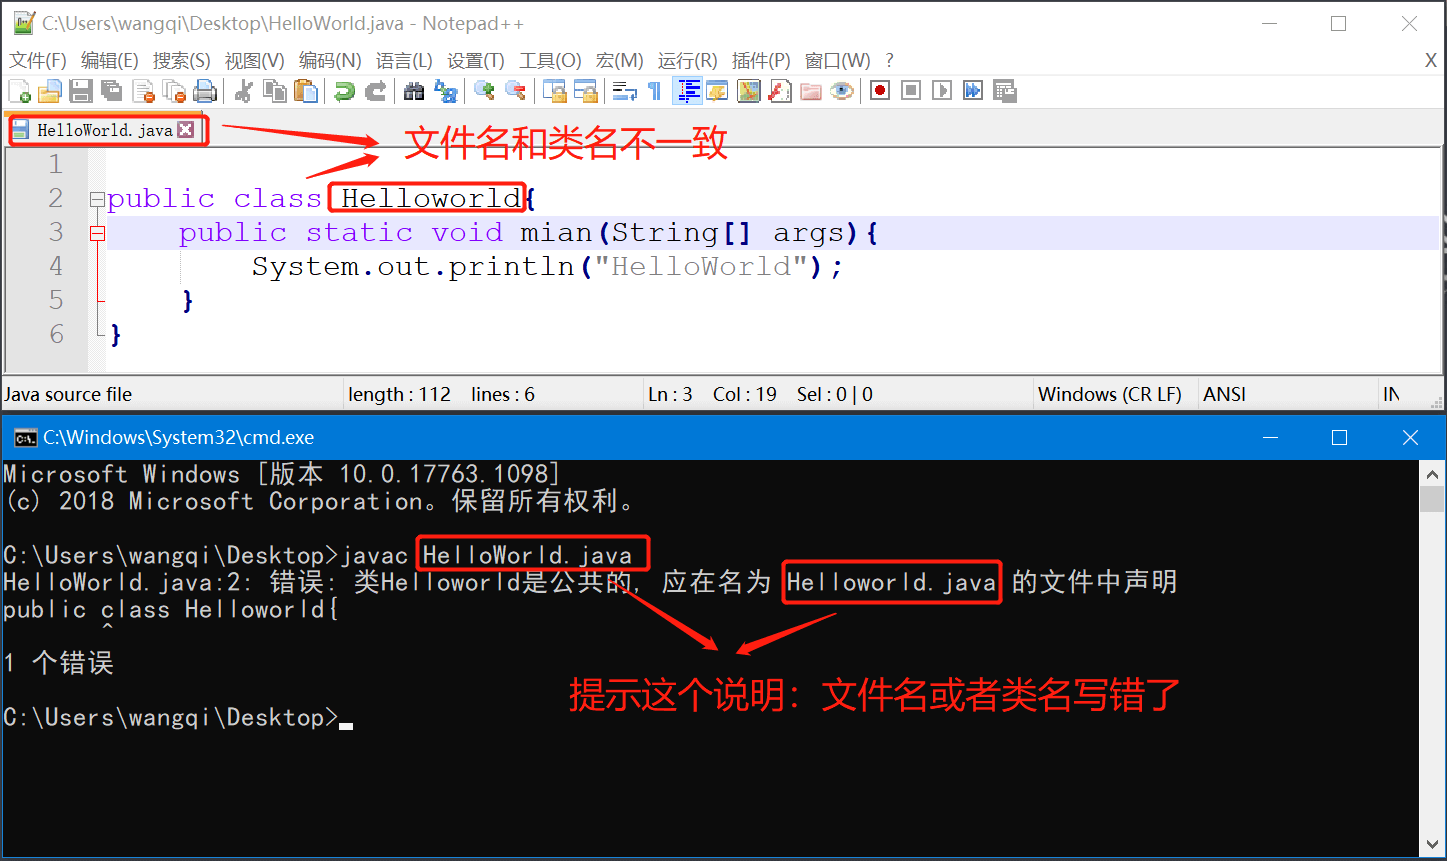 C:\Users\wangqi\Desktop\HelloWorld.java - Notepad++
文件(F) 编辑(E) 搜索(S) 视图(V) 编码(N) 语言(L) 设置(T) 工具(O) 宏(M) 运行(R) 插件(P) 窗口(W) ? X
HelloWorld.java
文件名和类名不一致
1
2 public class Helloworld{
3 public static void mian(String[] args){
4 System.out.println("HelloWorld");
5 }
6 }
Java source file length : 112 lines : 6 Ln : 3 Col : 19 Sel : 0 | 0 Windows (CR LF) ANSI IN
C:\Windows\System32\cmd.exe
Microsoft Windows [版本 10.0.17763.1098]
(c) 2018 Microsoft Corporation。保留所有权利。
C:\Users\wangqi\Desktop>javac HelloWorld.java
HelloWorld.java:2: 错误: 类Helloworld是公共的, 应在名为 Helloworld.java 的文件中声明
public class Helloworld{
^
1 个错误
提示这个说明：文件名或者类名写错了
C:\Users\wangqi\Desktop>